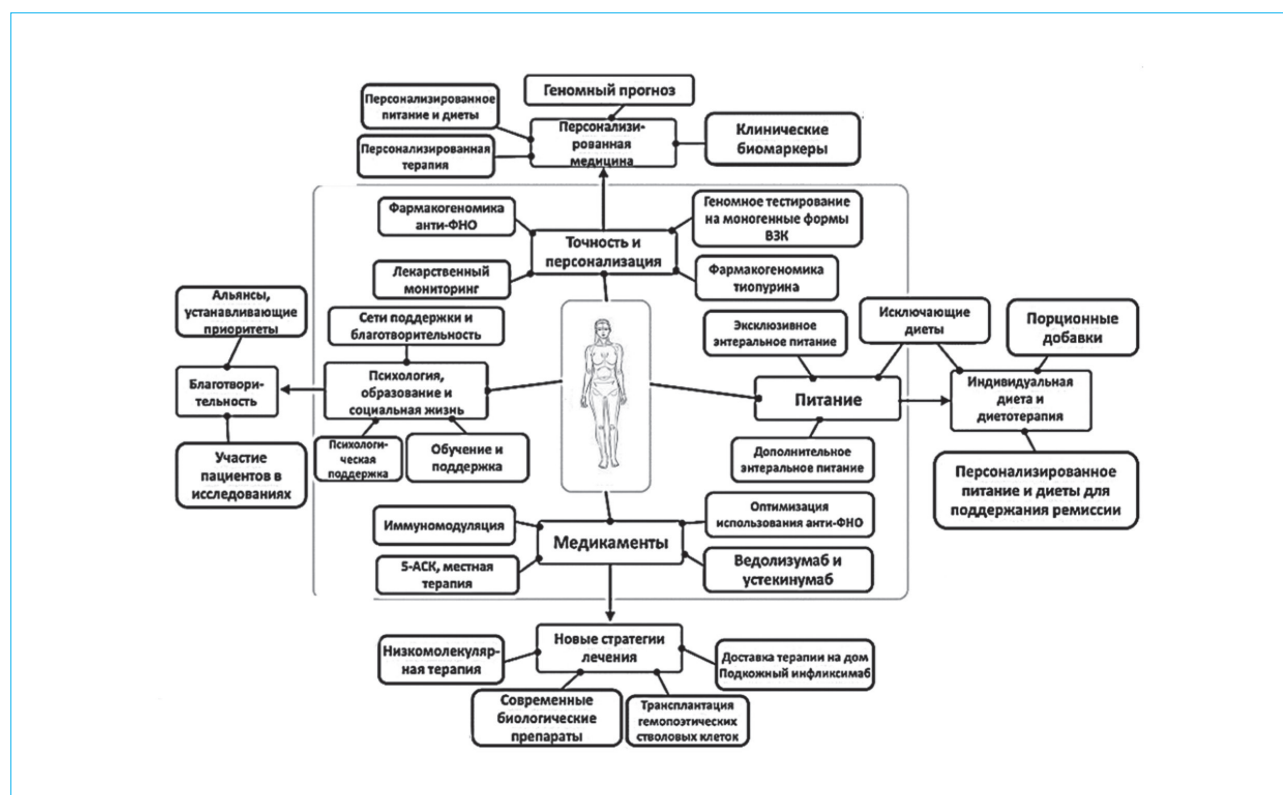 Геномный прогноз
Персонализированное
питание и диеты
Персонализи-
рованная
медицина
Клинические
биомаркеры
Персонализированная
терапия
Фармакогеномика
анти-ФНО
Геномное тестирование
на моногенные формы
ВЗК
Точность и
персонализация
Лекарственный
мониторинг
Фармакогеномика
тиопурина
Альянсы,
устанавливающие
приоритеты
Сети поддержки и
благотворительность
Эксклюзивное
энтеральное питание
Исключающие
диеты
Порционные
добавки
Благотвори-
тельность
Психология,
образование и
социальная жизнь
Питание
Индивидуальная
диета и
диетотерапия
Участие
пациентов в
исследованиях
Психологи-
ческая
поддержка
Обучение и
поддержка
Дополнительное
энтеральное питание
Персонализированное
питание и диеты для
поддержания ремиссии
Иммуномодуляция
Медикаменты
Оптимизация
использования анти-ФНО
5-АСК, местная
терапия
Ведолизумаб и
устекинумаб
Низкомолекуляр-
ная терапия
Новые стратегии
лечения
Доставка терапии на дом
Подкожный инфликсимаб
Современные
биологические
препараты
Трансплантация
гемопоэтических
стволовых клеток